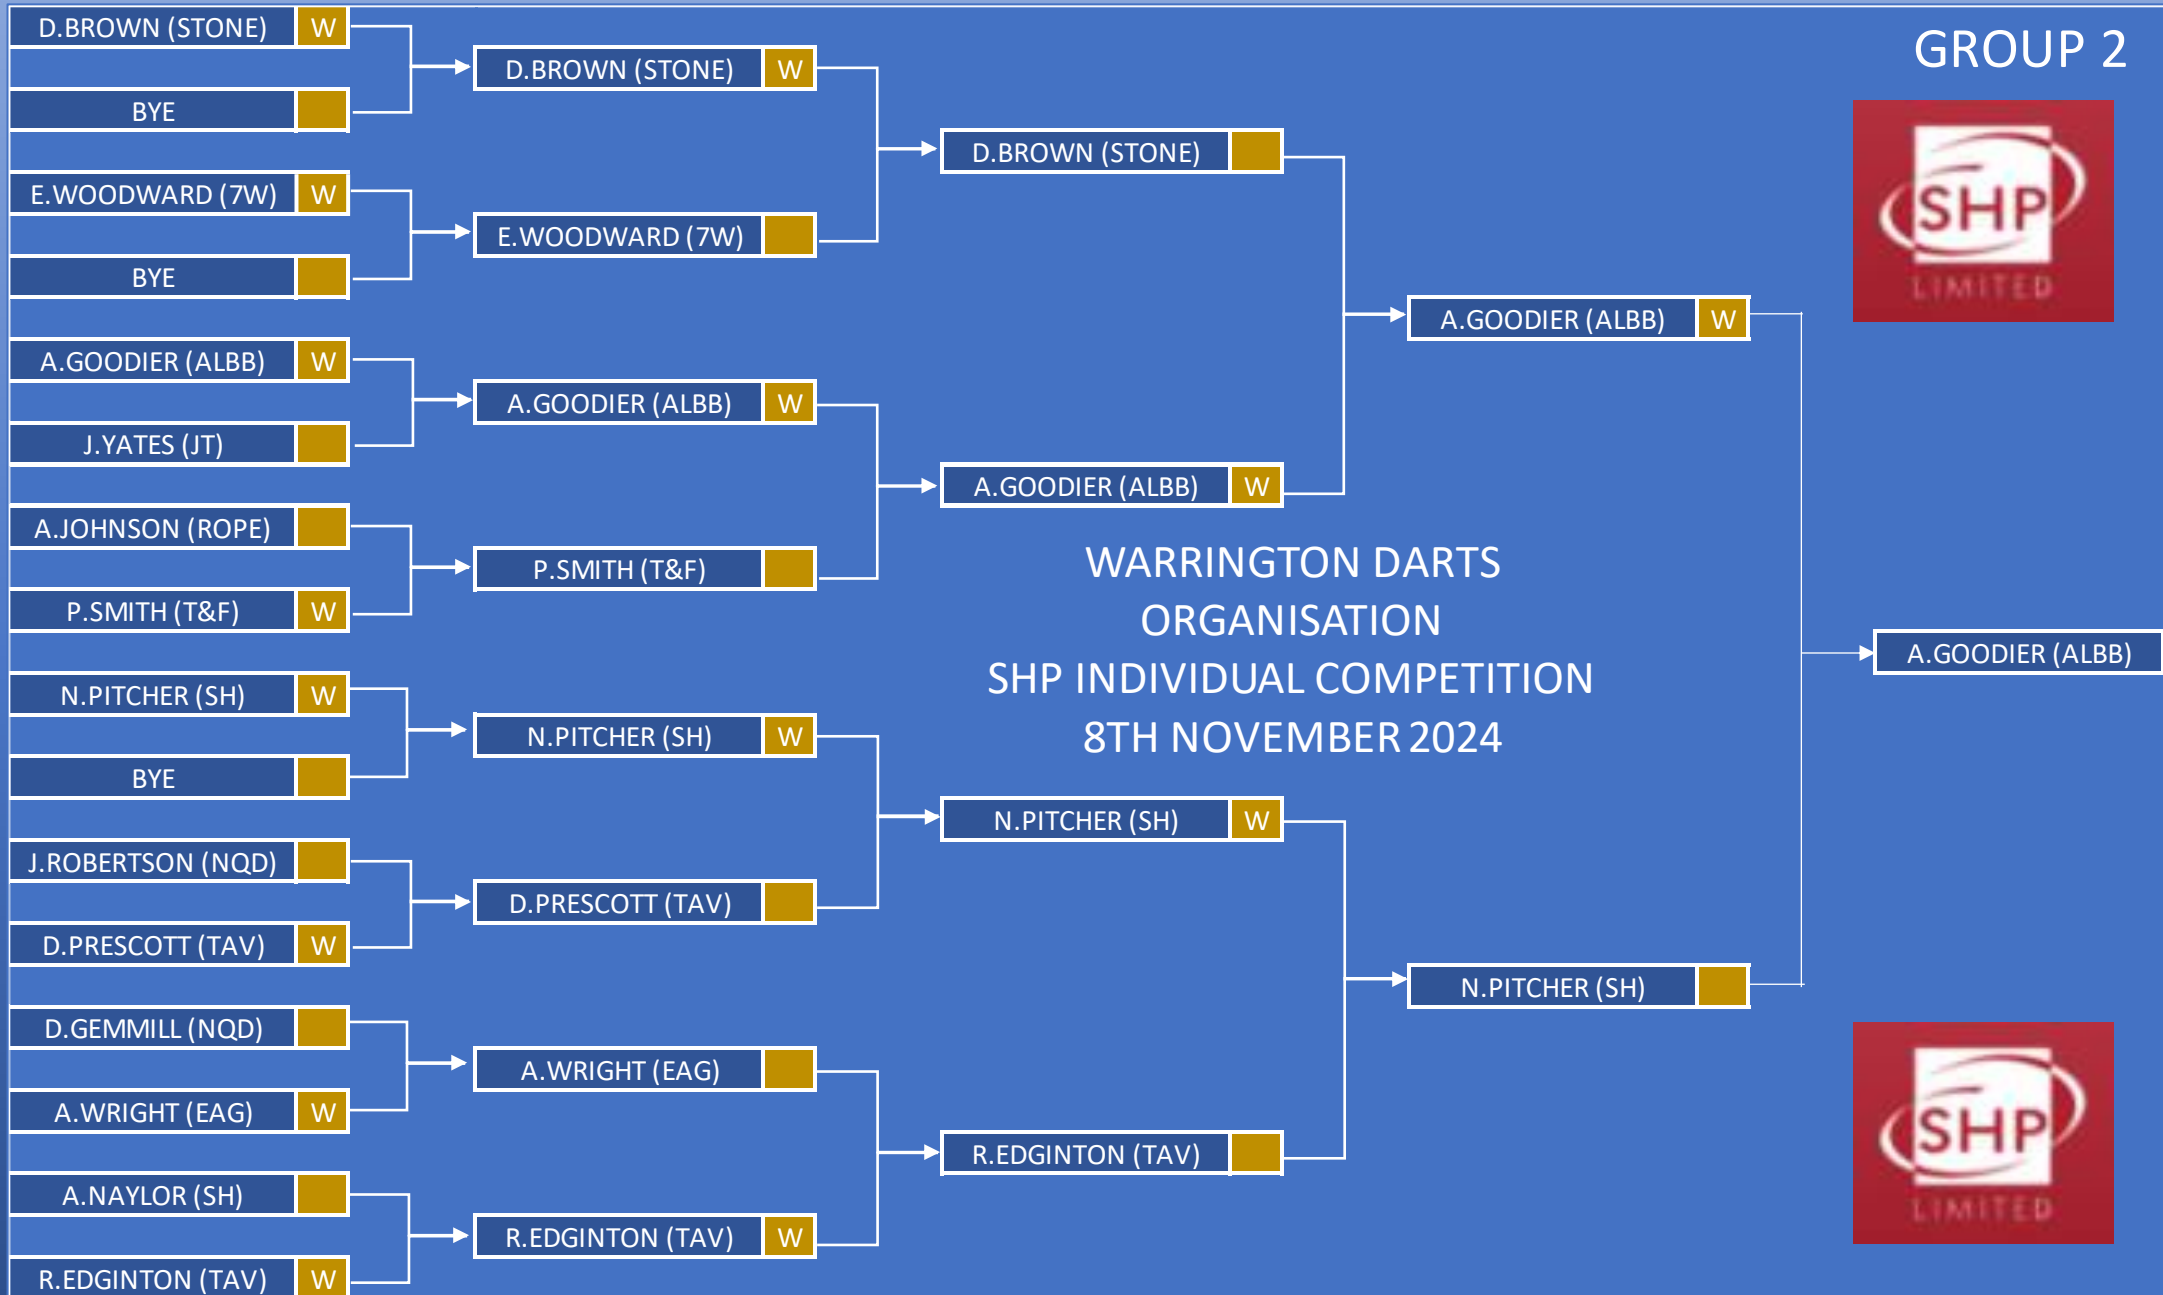 D.BROWN (STONE) W
BYE
E.WOODWARD (7W) W
BYE
A.GOODIER (ALBB) W
J.YATES (JT)
A.JOHNSON (ROPE)
P.SMITH (T&F) W
N.PITCHER (SH) W
BYE
J.ROBERTSON (NQD)
D.PRESCOTT (TAV) W
D.GEMMILL (NQD)
A.WRIGHT (EAG) W
A.NAYLOR (SH)
R.EDGINTON (TAV) W
D.BROWN (STONE) W
E.WOODWARD (7W)
A.GOODIER (ALBB) W
P.SMITH (T&F)
N.PITCHER (SH) W
D.PRESCOTT (TAV)
A.WRIGHT (EAG)
R.EDGINTON (TAV) W
D.BROWN (STONE)
A.GOODIER (ALBB) W
N.PITCHER (SH) W
R.EDGINTON (TAV)
WARRINGTON DARTS
ORGANISATION
SHP INDIVIDUAL COMPETITION
8TH NOVEMBER 2024
A.GOODIER (ALBB) W
N.PITCHER (SH)
GROUP 2
SHP
LIMITED
A.GOODIER (ALBB)
SHP
LIMITED